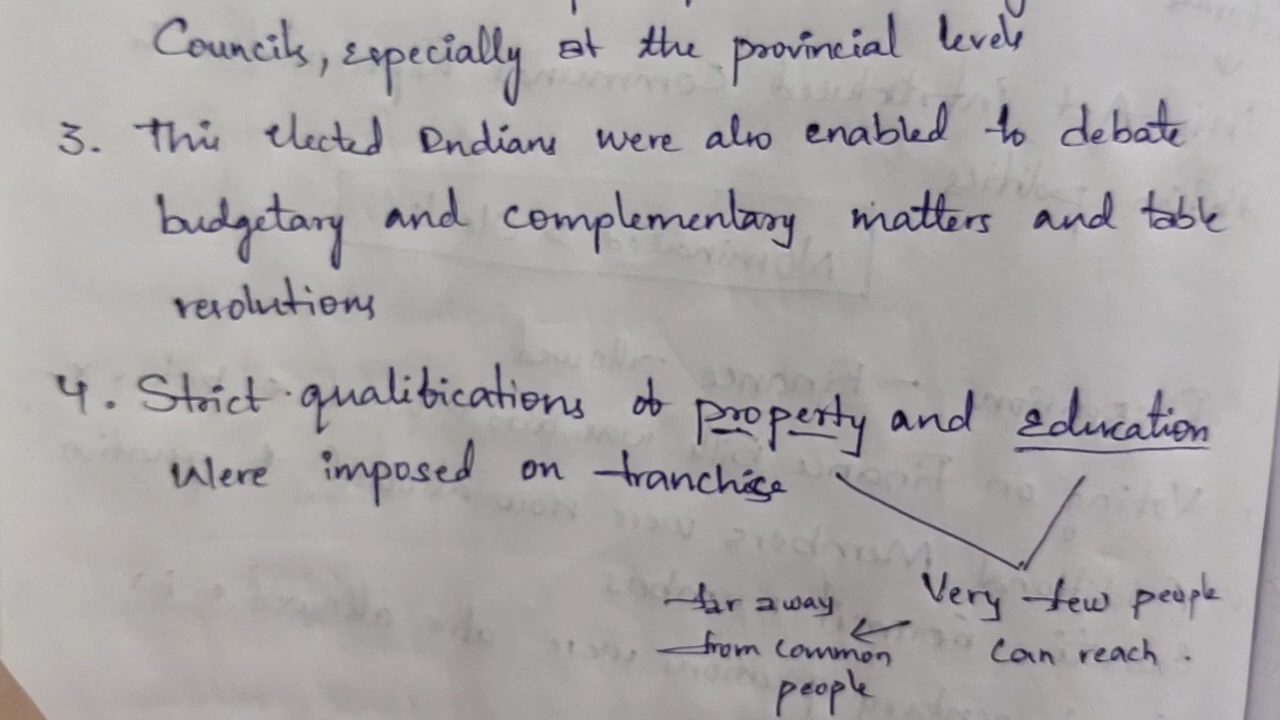 Councils, especially at the provincial levels
3. This elected Indians were also enabled to debate
budgetary and complementary matters and table
resolutions
4. Strict qualifications of property and education
Were imposed on franchise
Very few people
can reach.
far away
from common
people